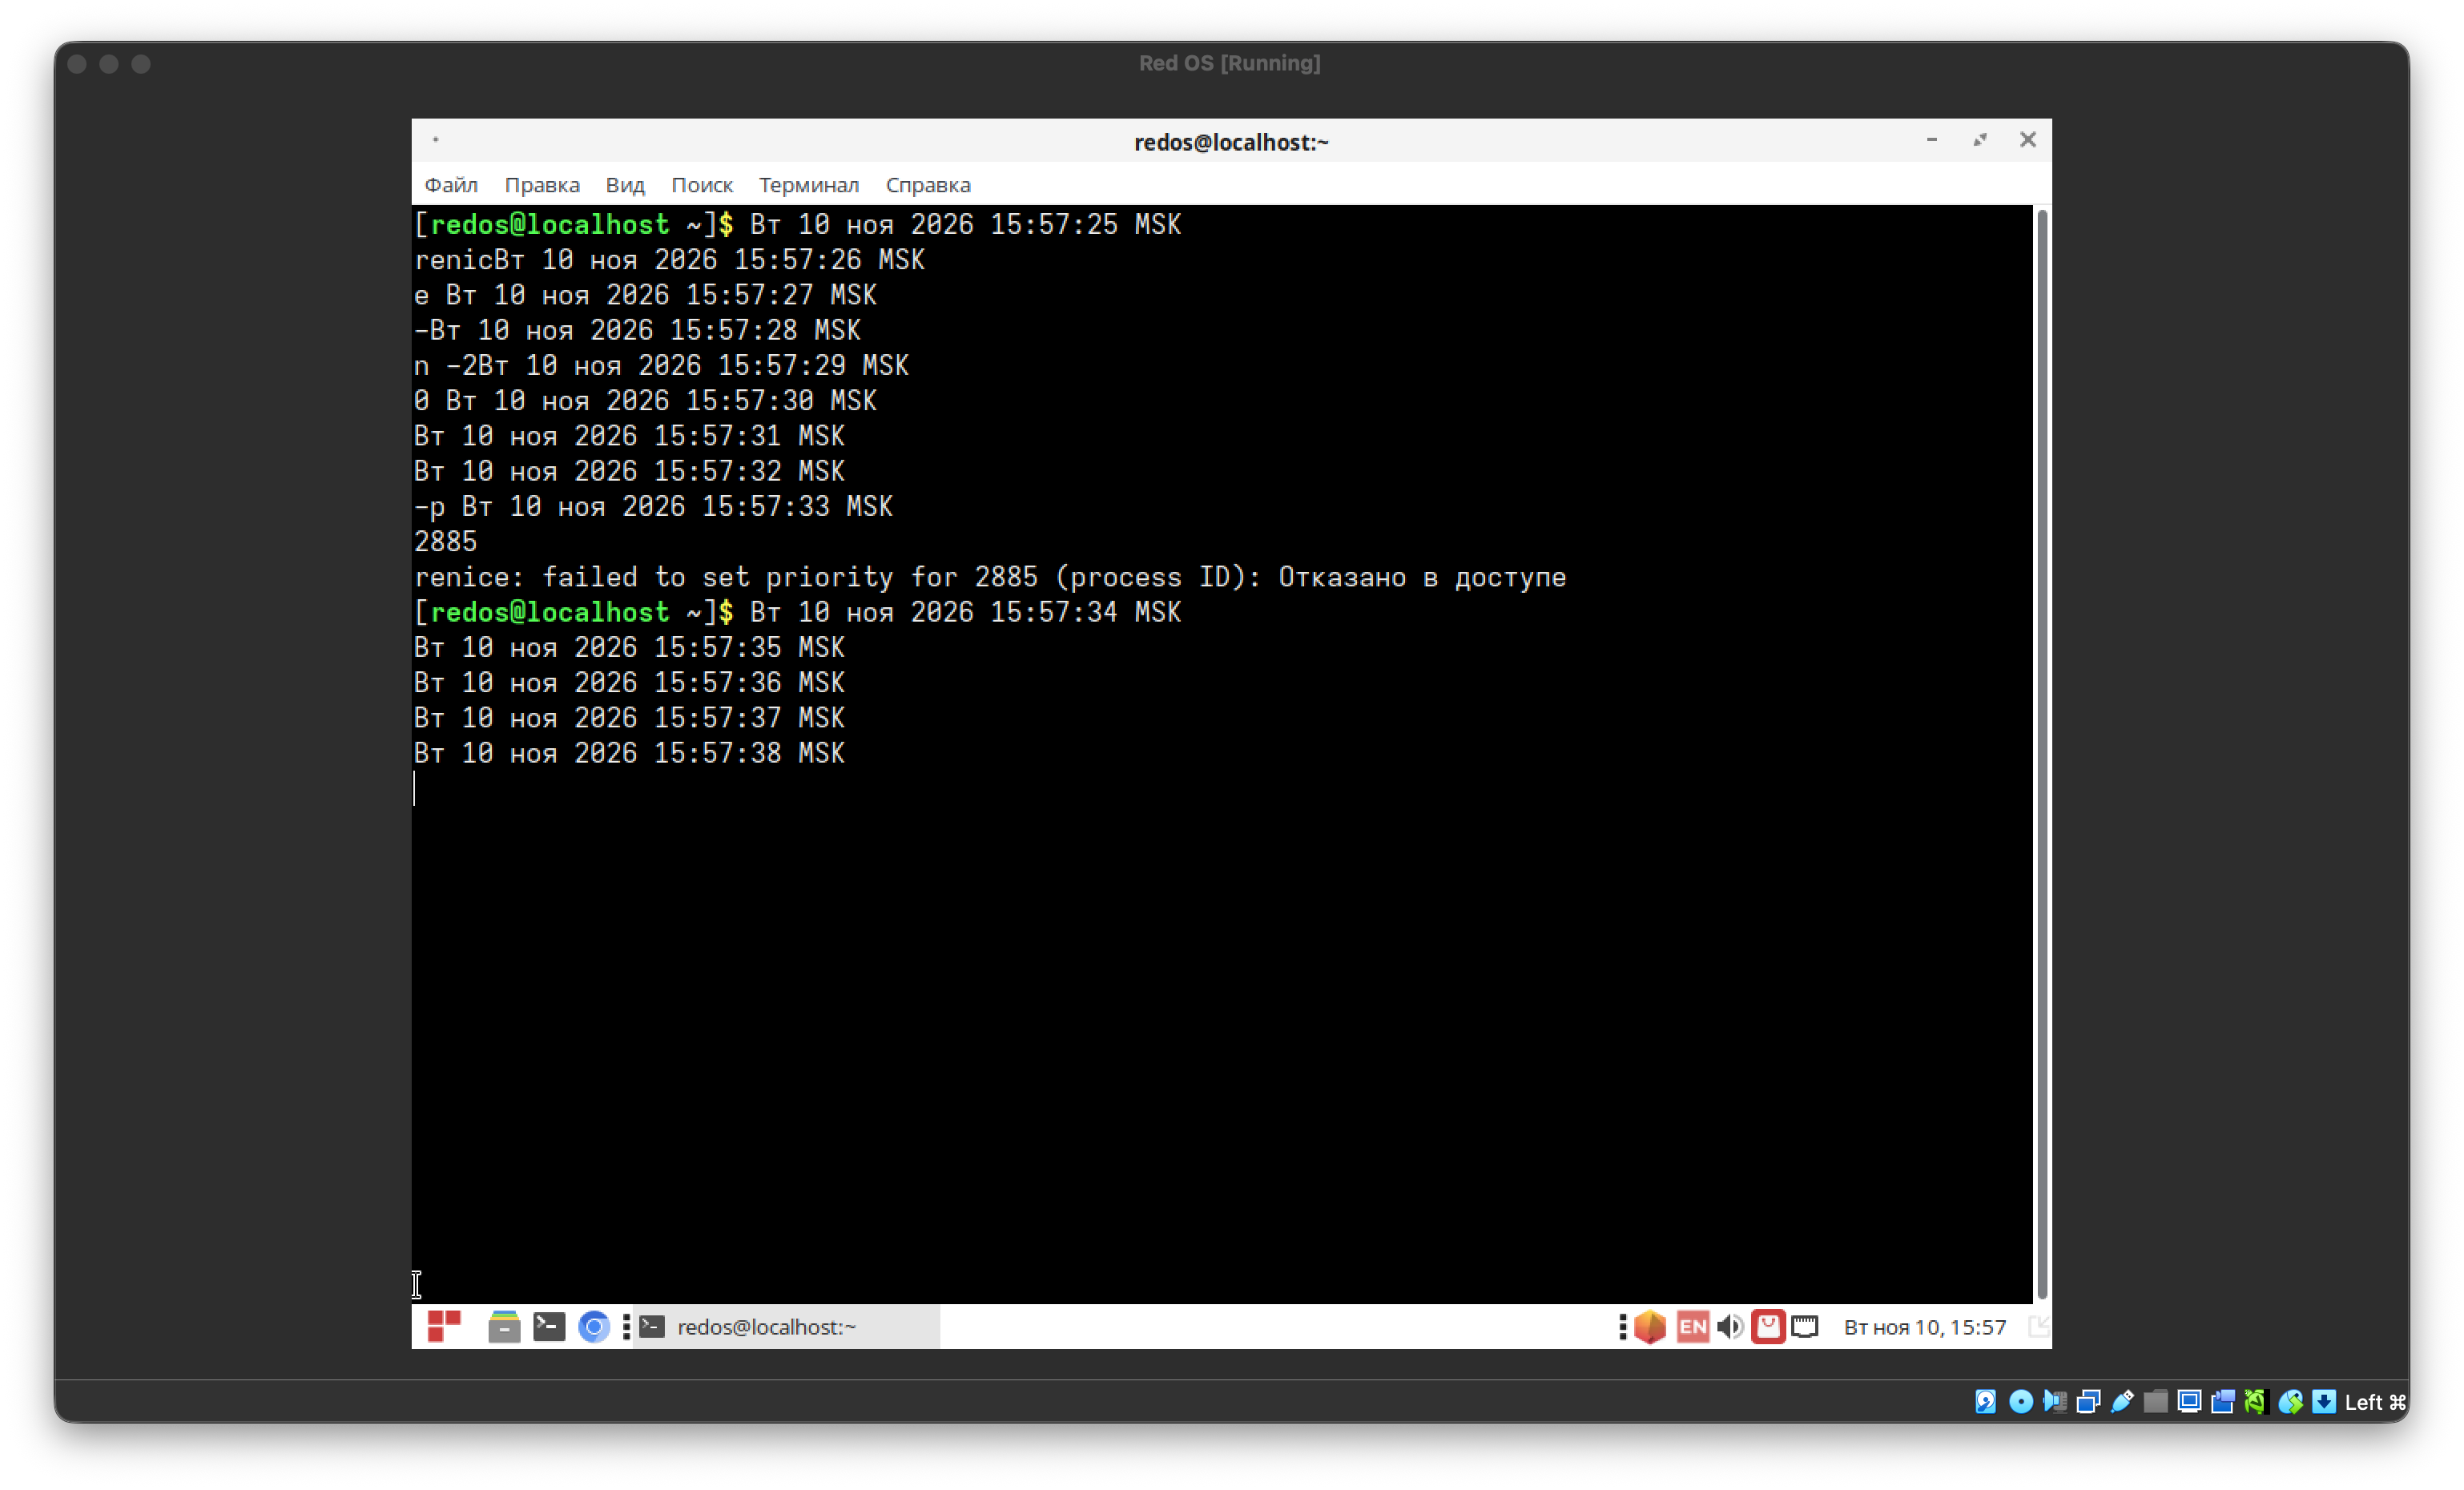 Red OS [Running]
redos@localhost:~
Файл Правка Вид Поиск Терминал Справка
[redos@localhost ~]$ Вт 10 ноя 2026 15:57:25 MSK
renicВт 10 ноя 2026 15:57:26 MSK
e Вт 10 ноя 2026 15:57:27 MSK
-Вт 10 ноя 2026 15:57:28 MSK
n -2Вт 10 ноя 2026 15:57:29 MSK
0 Вт 10 ноя 2026 15:57:30 MSK
Вт 10 ноя 2026 15:57:31 MSK
Вт 10 ноя 2026 15:57:32 MSK
-p Вт 10 ноя 2026 15:57:33 MSK
2885
renice: failed to set priority for 2885 (process ID): Отказано в доступе
[redos@localhost ~]$ Вт 10 ноя 2026 15:57:34 MSK
Вт 10 ноя 2026 15:57:35 MSK
Вт 10 ноя 2026 15:57:36 MSK
Вт 10 ноя 2026 15:57:37 MSK
Вт 10 ноя 2026 15:57:38 MSK
redos@localhost:~ EN Вт ноя 10, 15:57
Left ⌘